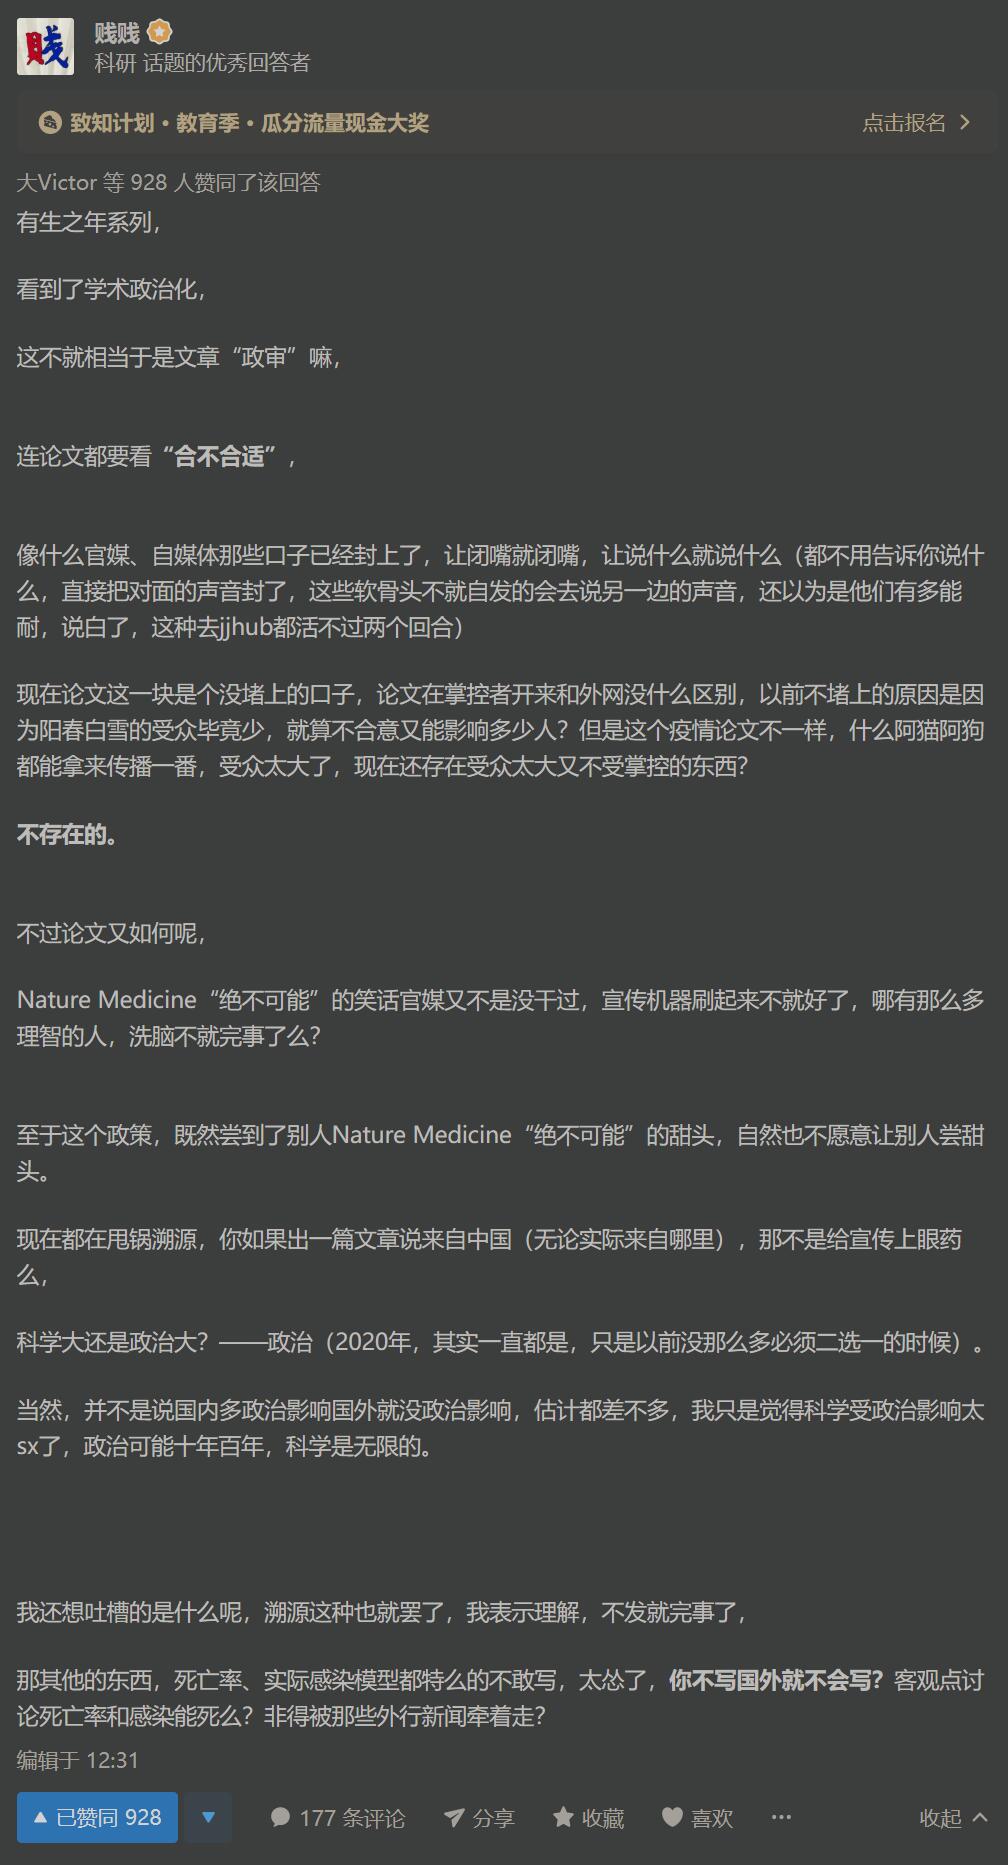 贱
贱贱
科研 话题的优秀回答者
致知计划・教育季・瓜分流量现金大奖
点击报名
大Victor 等 928 人赞同了该回答
有生之年系列，
看到了学术政治化，
这不就相当于是文章“政审”嘛，
连论文都要看“合不合适”，
像什么官媒、自媒体那些口子已经封上了，让闭嘴就闭嘴，让说什么就说什么（都不用告诉你说什
么，直接把对面的声音封了，这些软骨头不就自发的会去说另一边的声音，还以为是他们有多能
耐，说白了，这种去jjhub都活不过两个回合）
现在论文这一块是个没堵上的口子，论文在掌控者开来和外网没什么区别，以前不堵上的原因是因
为阳春白雪的受众毕竟少，就算不合意又能影响多少人？但是这个疫情论文不一样，什么阿猫阿狗
都能拿来传播一番，受众太大了，现在还存在受众太大又不受掌控的东西？
不存在的。
不过论文又如何呢，
Nature Medicine“绝不可能”的笑话官媒又不是没干过，宣传机器刷起来不就好了，哪有那么多
理智的人，洗脑不就完事了么？
至于这个政策，既然尝到了别人Nature Medicine“绝不可能”的甜头，自然也不愿意让别人尝甜
头。
现在都在甩锅溯源，你如果出一篇文章说来自中国（无论实际来自哪里），那不是给宣传上眼药
么，
科学大还是政治大？——政治（2020年，其实一直都是，只是以前没那么多必须二选一的时候）。
当然，并不是说国内多政治影响国外就没政治影响，估计都差不多，我只是觉得科学受政治影响太
sx了，政治可能十年百年，科学是无限的。
我还想吐槽的是什么呢，溯源这种也就罢了，我表示理解，不发就完事了，
那其他的东西，死亡率、实际感染模型都特么的不敢写，太怂了，你不写国外就不会写？客观点讨
论死亡率和感染能死么？非得被那些外行新闻牵着走？
编辑于 12:31
已赞同 928
177 条评论
分享
收藏
喜欢
收起